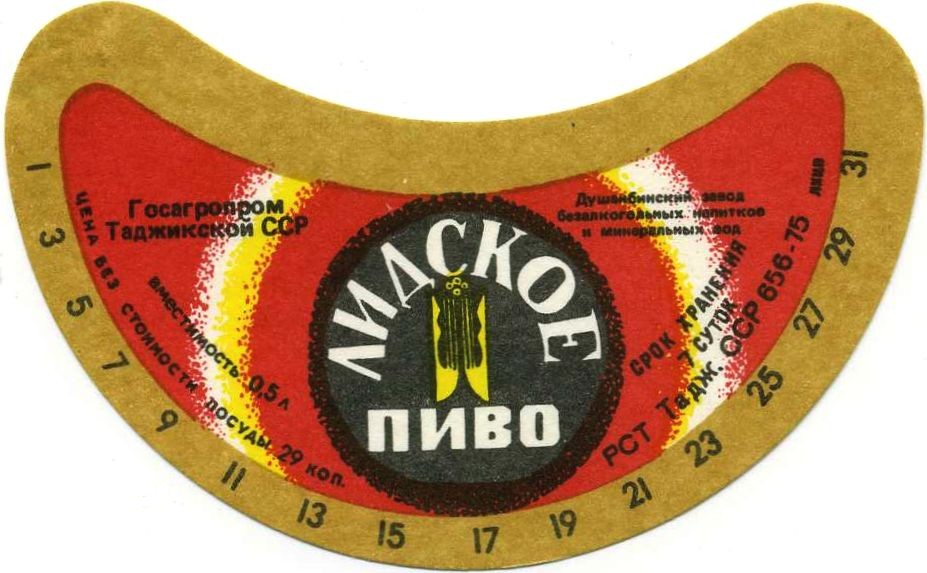 Госагропром
Таджикской ССР
вместимость 0,5 л
цена без стоимости посуды 29 коп.
ЛИДСКОЕ
ПИВО
Душанбинский завод
безалкогольных напитков
и минеральных вод
СРОК ХРАНЕНИЯ
7 СУТОК
РСТ Тадж. ССР 656-75
1 3 5 7 9 11 13 15 17 19 21 23 25 27 29 31